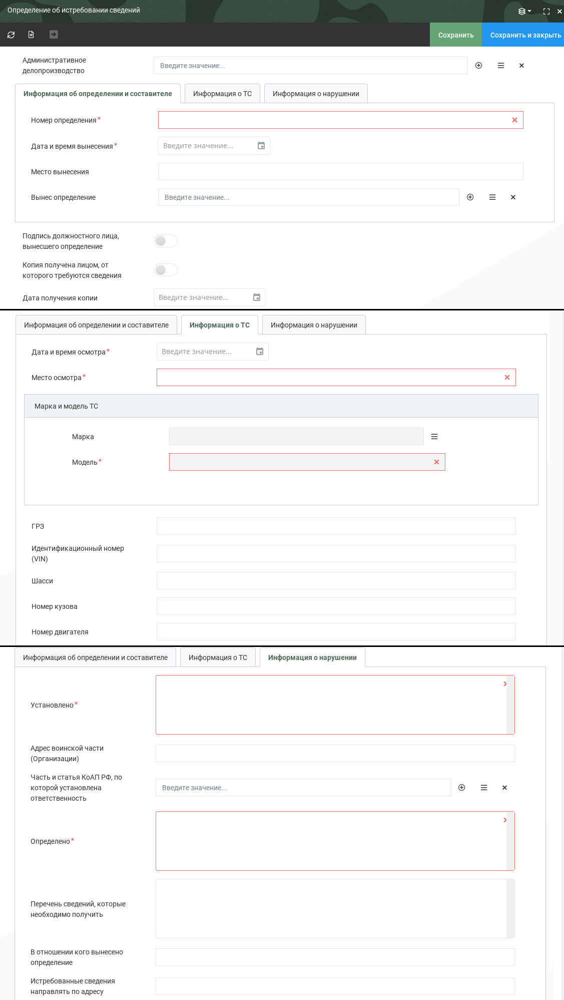 Определение об истребовании сведений
Сохранить
Сохранить и закрыть
Административное
делопроизводство
Введите значение...
Информация об определении и составителе
Информация о ТС
Информация о нарушении
Номер определения*
Дата и время вынесения*
Введите значение...
Место вынесения
Вынес определение
Введите значение...
Подпись должностного лица,
вынесшего определение
Копия получена лицом, от
которого требуются сведения
Дата получения копии
Введите значение...
Информация об определении и составителе
Информация о ТС
Информация о нарушении
Дата и время осмотра*
Введите значение...
Место осмотра*
Марка и модель ТС
Марка
Модель*
ГРЗ
Идентификационный номер
(VIN)
Шасси
Номер кузова
Номер двигателя
Информация об определении и составителе
Информация о ТС
Информация о нарушении
Установлено*
Адрес воинской части
(Организации)
Часть и статья КоАП РФ, по
которой установлена
ответственность
Введите значение...
Определено*
Перечень сведений, которые
необходимо получить
В отношении кого вынесено
определение
Истребованные сведения
направлять по адресу